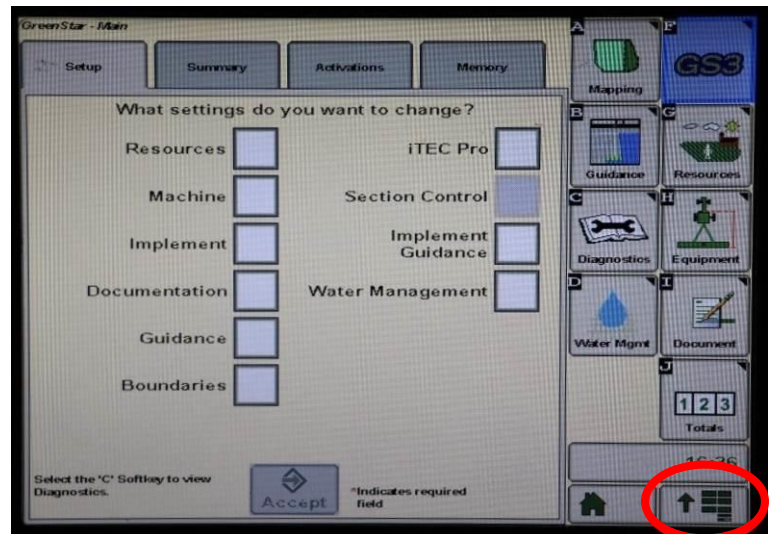 GreenStar - Main
Setup
Summary
Activations
Memory
What settings do you want to change?
Resources
iTEC Pro
Machine
Section Control
Implement
Implement
Guidance
Documentation
Water Management
Guidance
Boundaries
Select the 'C' Softkey to view
Diagnostics.
Accept
*Indicates required
field
A
Mapping
F
GS3
B
Guidance
G
Resources
C
Diagnostics
H
Equipment
D
Water Mgmt
I
Document
J
1 2 3
Totals
16:36